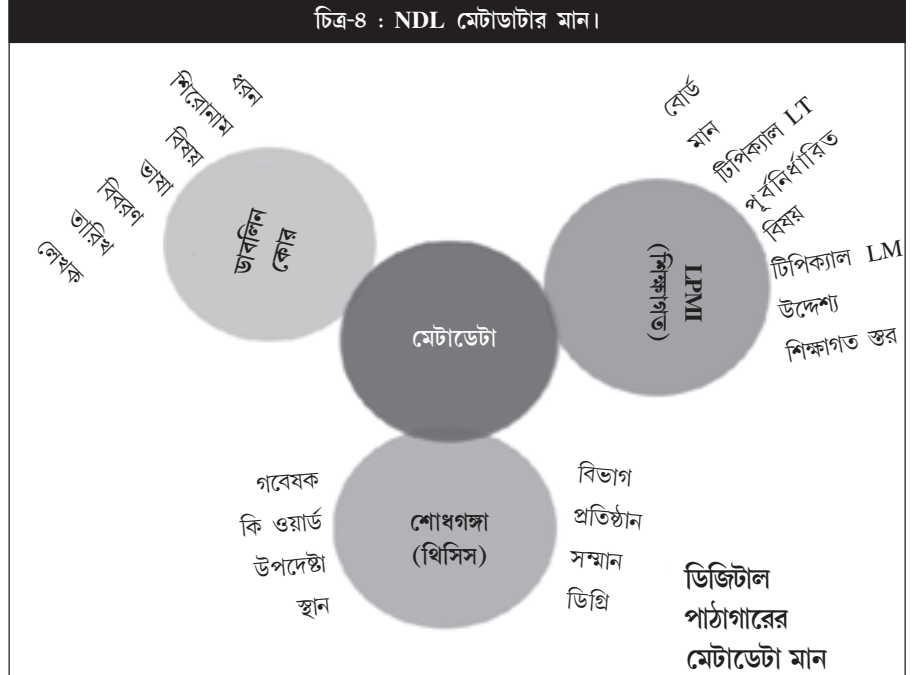 চিত্র-৪ : NDL মেটাডাটার মান।
লেখক
তারিখ
বিবরণ
ভাষা
বিষয়
শিরোনাম
ধরন
ডাবলিন
কোর
মেটাডেটা
LPMI
(শিক্ষাগত)
বোর্ড
মান
টিপিক্যাল LT
পূর্বনির্ধারিত
বিষয়
টিপিক্যাল LM
উদ্দেশ্য
শিক্ষাগত স্তর
গবেষক
কি ওয়ার্ড
উপদেষ্টা
স্থান
শোধগঙ্গা
(থিসিস)
বিভাগ
প্রতিষ্ঠান
সম্মান
ডিগ্রি
ডিজিটাল
পাঠাগারের
মেটাডেটা মান